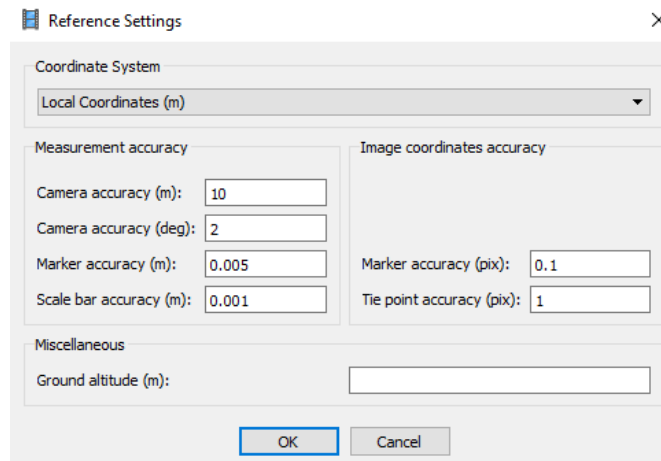 Reference Settings
Coordinate System
Local Coordinates (m)
Measurement accuracy
Camera accuracy (m): 10
Camera accuracy (deg): 2
Marker accuracy (m): 0.005
Scale bar accuracy (m): 0.001
Image coordinates accuracy
Marker accuracy (pix): 0.1
Tie point accuracy (pix): 1
Miscellaneous
Ground altitude (m):
OK
Cancel